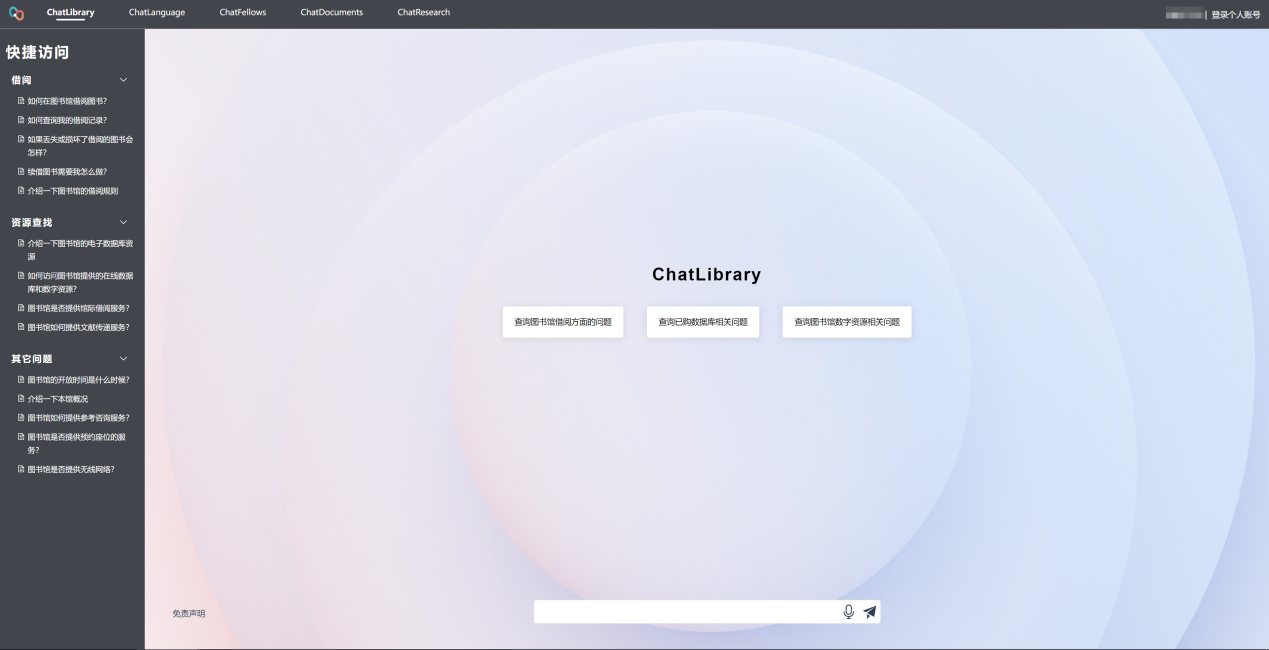 ChatLibrary
ChatLanguage
ChatFellows
ChatDocuments
ChatResearch
| 登录个人账号
快捷访问
借阅
如何在图书馆借阅图书?
如何查询我的借阅记录?
如果丢失或损坏了借阅的图书会
怎样?
续借图书需要我怎么做?
介绍一下图书馆的借阅规则
资源查找
介绍一下图书馆的电子数据库资
源
如何访问图书馆提供的在线数据
库和数字资源?
图书馆是否提供馆际借阅服务?
图书馆如何提供文献传递服务?
其它问题
图书馆的开放时间是什么时候?
介绍一下本馆概况
图书馆如何提供参考咨询服务?
图书馆是否提供预约座位的服
务?
图书馆是否提供无线网络?
ChatLibrary
查询图书馆借阅方面的问题
查询已购数据库相关问题
查询图书馆数字资源相关问题
免责声明